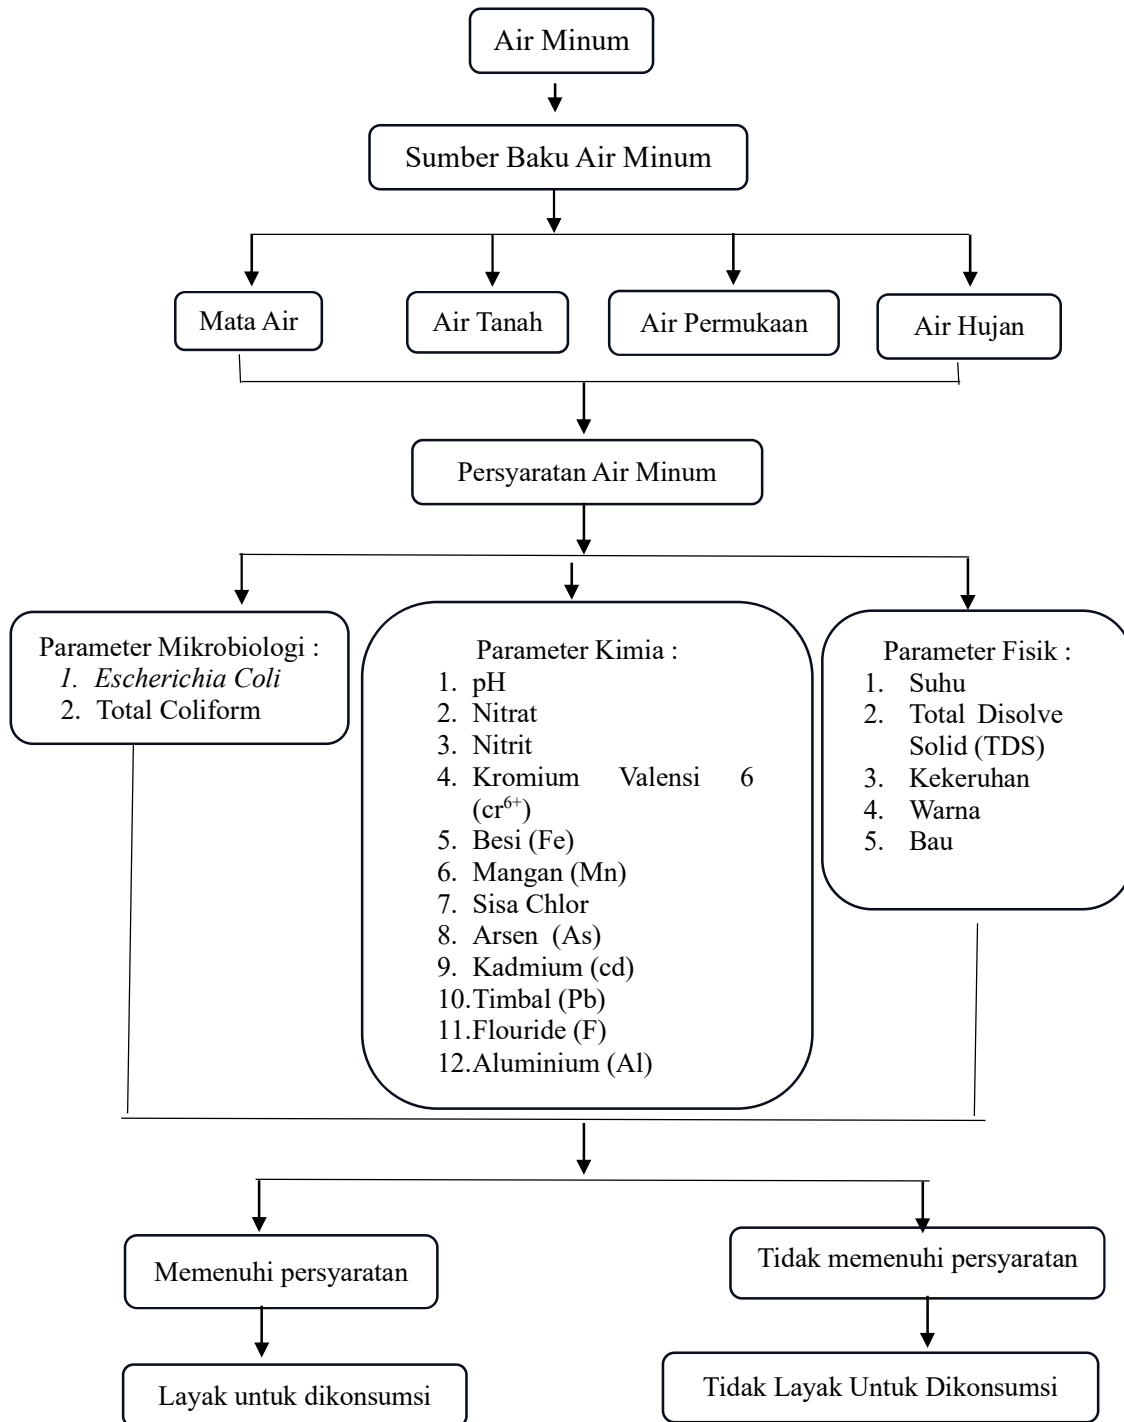 Air Minum
Sumber Baku Air Minum
Mata Air
Air Tanah
Air Permukaan
Air Hujan
Persyaratan Air Minum
Parameter Mikrobiologi :
1. Escherichia Coli
2. Total Coliform
Parameter Kimia :
1. pH
2. Nitrat
3. Nitrit
4. Kromium Valensi 6
(cr⁶⁺)
5. Besi (Fe)
6. Mangan (Mn)
7. Sisa Chlor
8. Arsen (As)
9. Kadmium (cd)
10.Timbal (Pb)
11.Flouride (F)
12.Aluminium (Al)
Parameter Fisik :
1. Suhu
2. Total Disolve
Solid (TDS)
3. Kekeruhan
4. Warna
5. Bau
Memenuhi persyaratan
Tidak memenuhi persyaratan
Layak untuk dikonsumsi
Tidak Layak Untuk Dikonsumsi